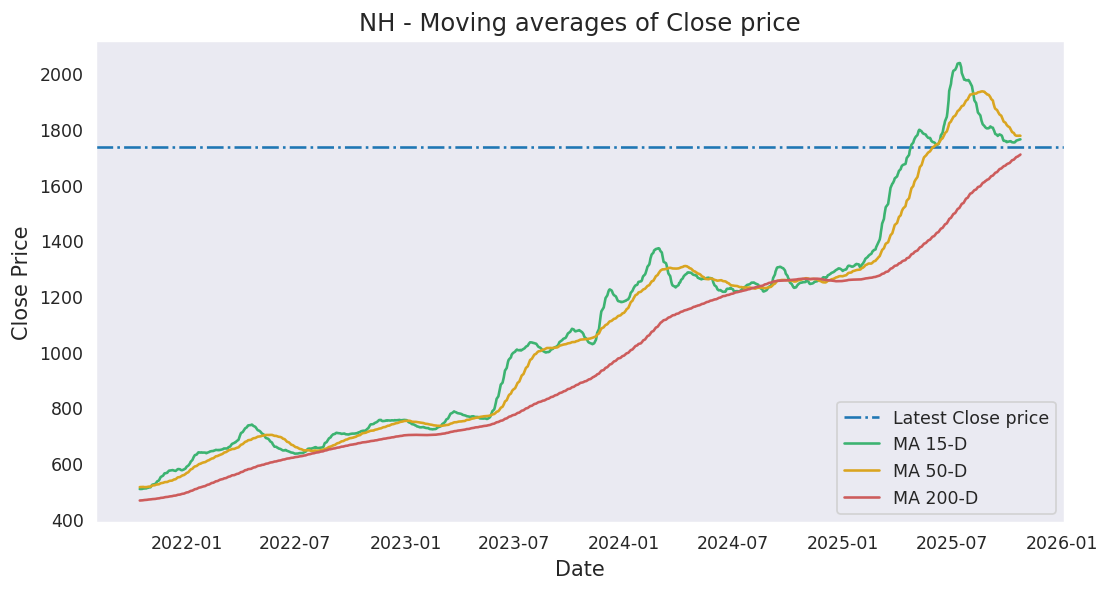 NH - Moving averages of Close price
2000
1800
1600
1400
1200
1000
800
600
400
Close Price
Latest Close price
MA 15-D
MA 50-D
MA 200-D
2022-01 2022-07 2023-01 2023-07 2024-01 2024-07 2025-01 2025-07 2026-01
Date